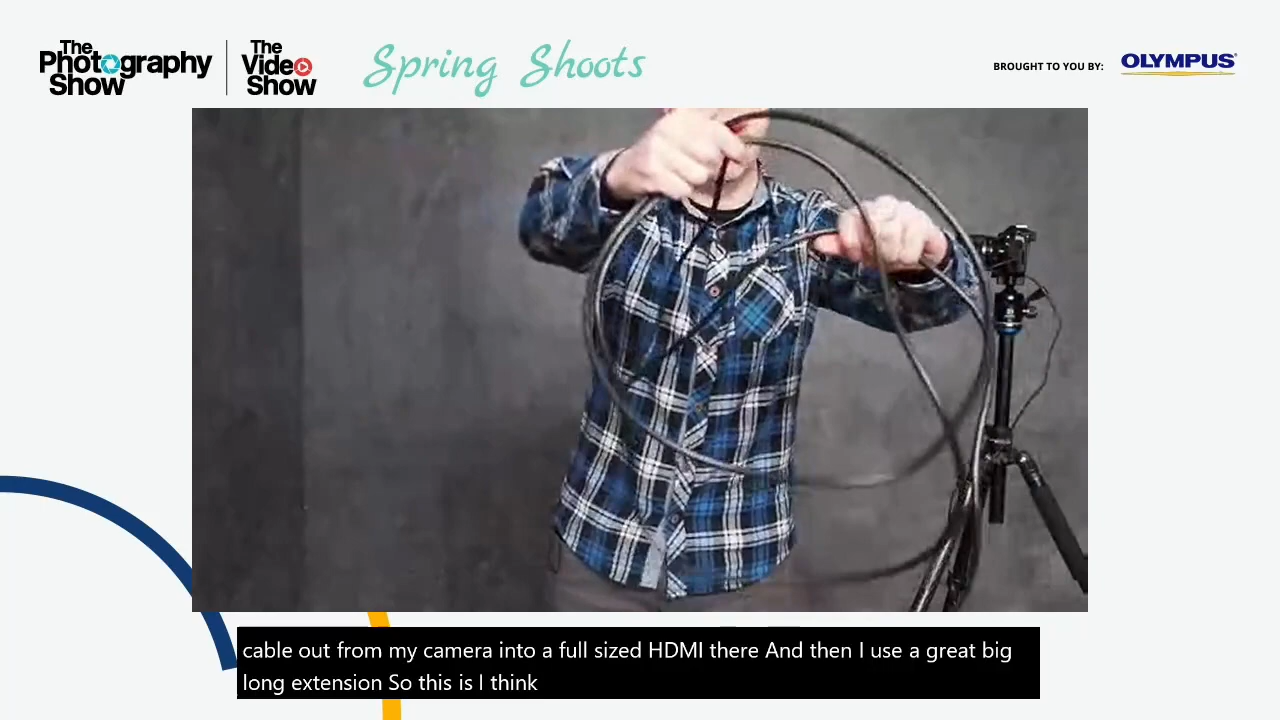 The
Photography
Show
The
Video
Show
Spring Shoots
BROUGHT TO YOU BY:
OLYMPUS
cable out from my camera into a full sized HDMI there And then I use a great big
long extension So this is I think